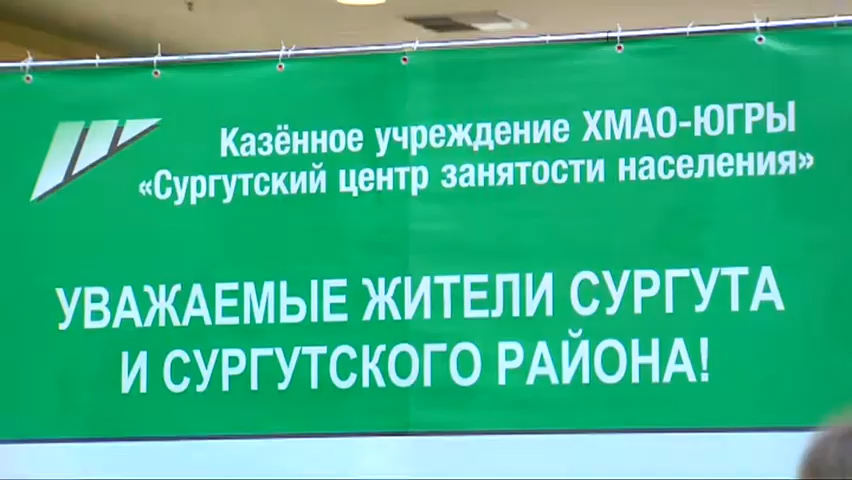 Казённое учреждение ХМАО-ЮГРЫ
«Сургутский центр занятости населения»
УВАЖАЕМЫЕ ЖИТЕЛИ СУРГУТА
И СУРГУТСКОГО РАЙОНА!